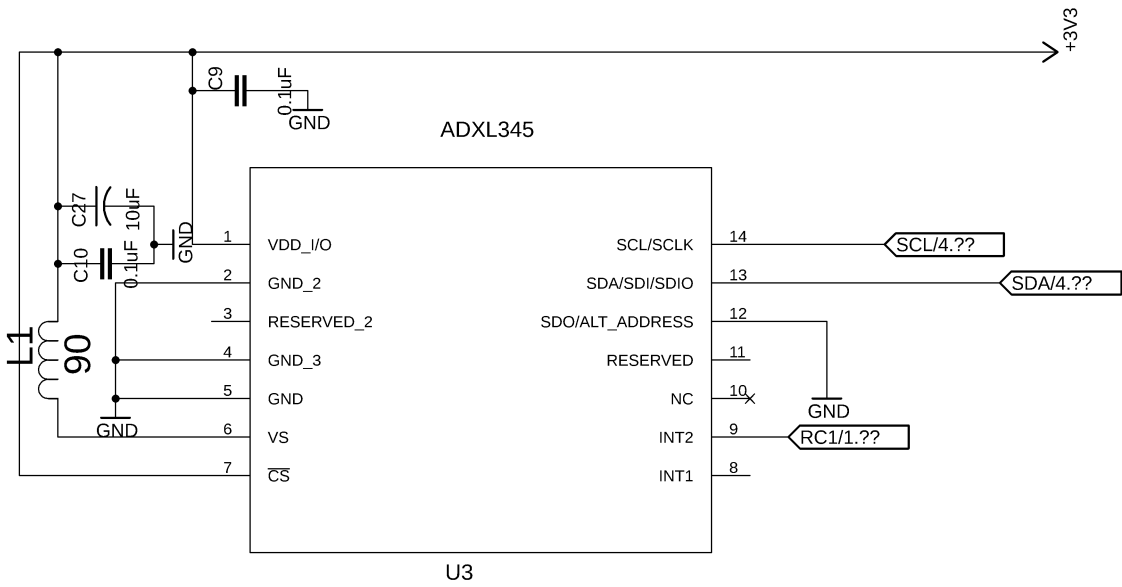 +3V3
C9
0.1uF
GND
ADXL345
C27
10uF
GND
C10
0.1uF
1 VDD_I/O SCL/SCLK 14 SCL/4.??
2 GND_2 SDA/SDI/SDIO 13 SDA/4.??
3 RESERVED_2 SDO/ALT_ADDRESS 12
L1
90
4 GND_3 RESERVED 11
5 GND NC 10
GND
GND
6 VS INT2 9 RC1/1.??
7 CS INT1 8
U3